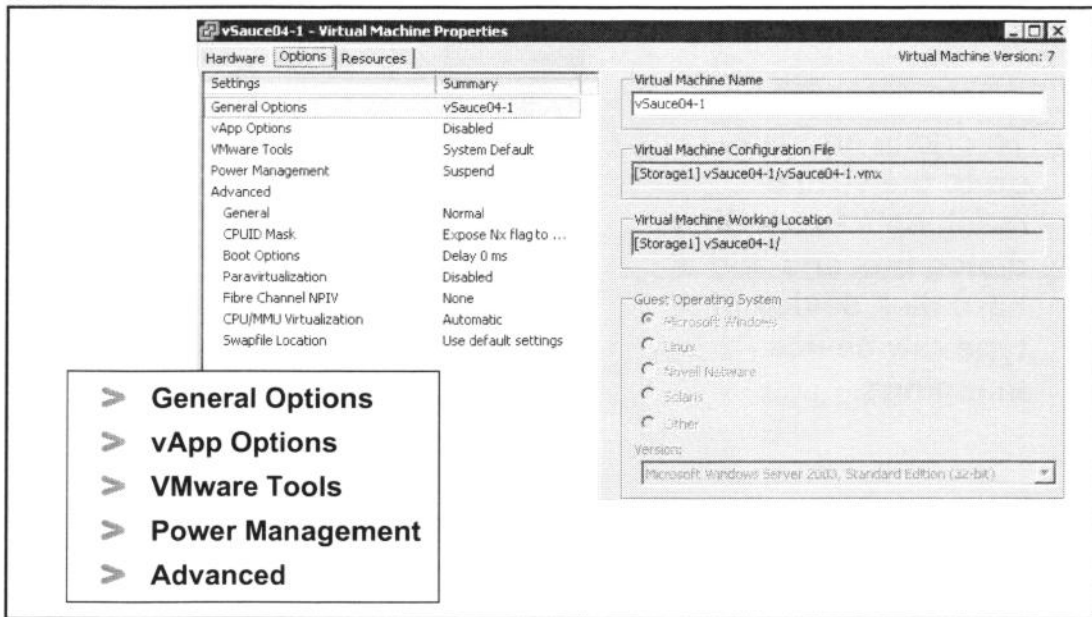 vSauce04-1 - Virtual Machine Properties
Hardware Options Resources
Virtual Machine Version: 7
Settings Summary
General Options vSauce04-1
vApp Options Disabled
VMware Tools System Default
Power Management Suspend
Advanced
General Normal
CPUID Mask Expose Nx flag to ...
Boot Options Delay 0 ms
Paravirtualization Disabled
Fibre Channel NPIV None
CPU/MMU Virtualization Automatic
Swapfile Location Use default settings
Virtual Machine Name
vSauce04-1
Virtual Machine Configuration File
[Storage1] vSauce04-1/vSauce04-1.vmx
Virtual Machine Working Location
[Storage1] vSauce04-1/
Guest Operating System
Microsoft Windows
Linux
Novell Netware
Solaris
Other
Version:
Microsoft Windows Server 2003, Standard Edition (32-bit)
> General Options
> vApp Options
> VMware Tools
> Power Management
> Advanced